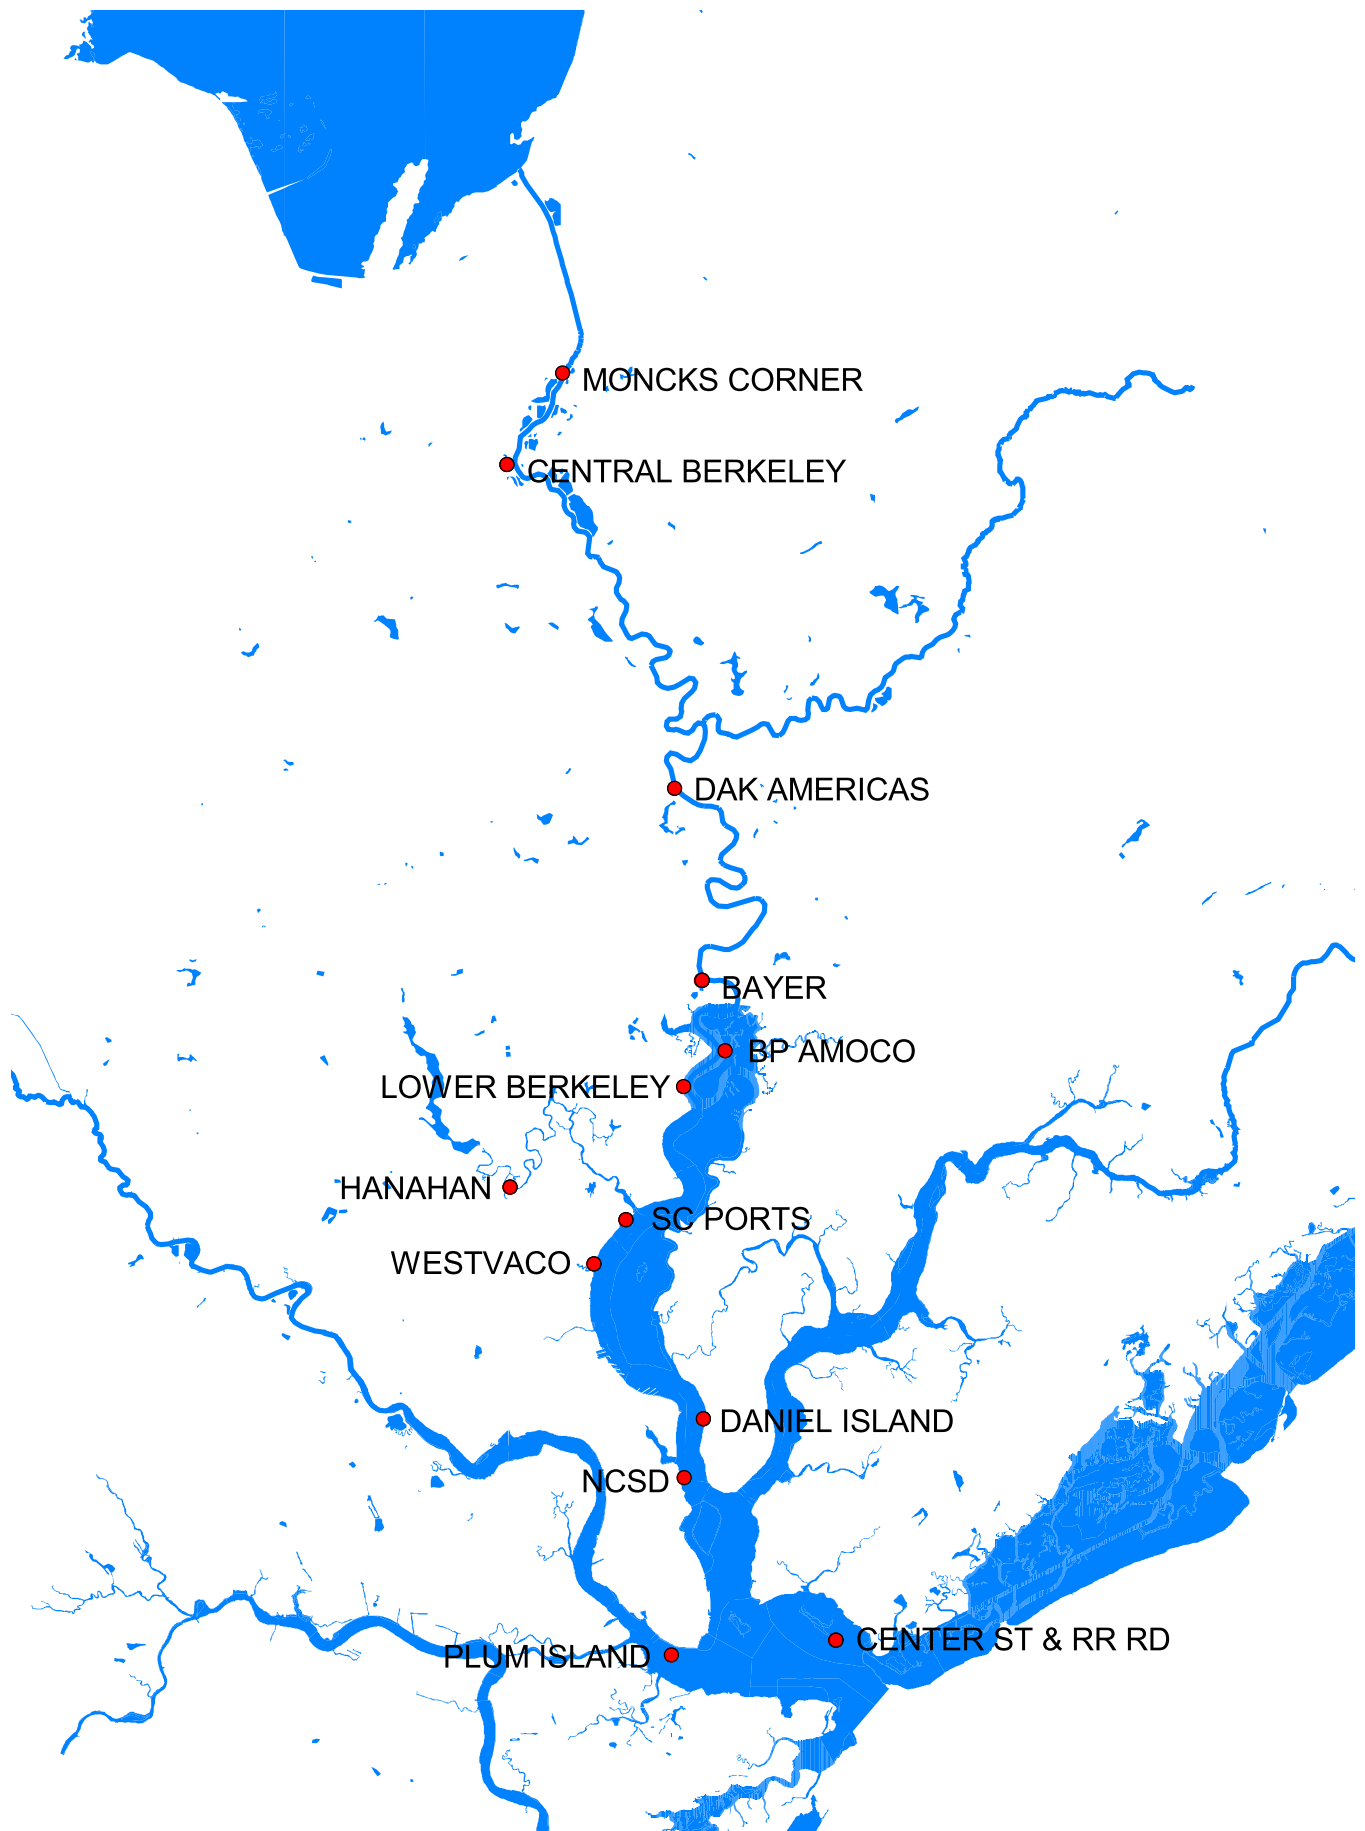 MONCKS CORNER
CENTRAL BERKELEY
DAK AMERICAS
BAYER
BP AMOCO
LOWER BERKELEY
HANAHAN
SC PORTS
WESTVACO
DANIEL ISLAND
NCSD
CENTER ST & RR RD
PLUM ISLAND